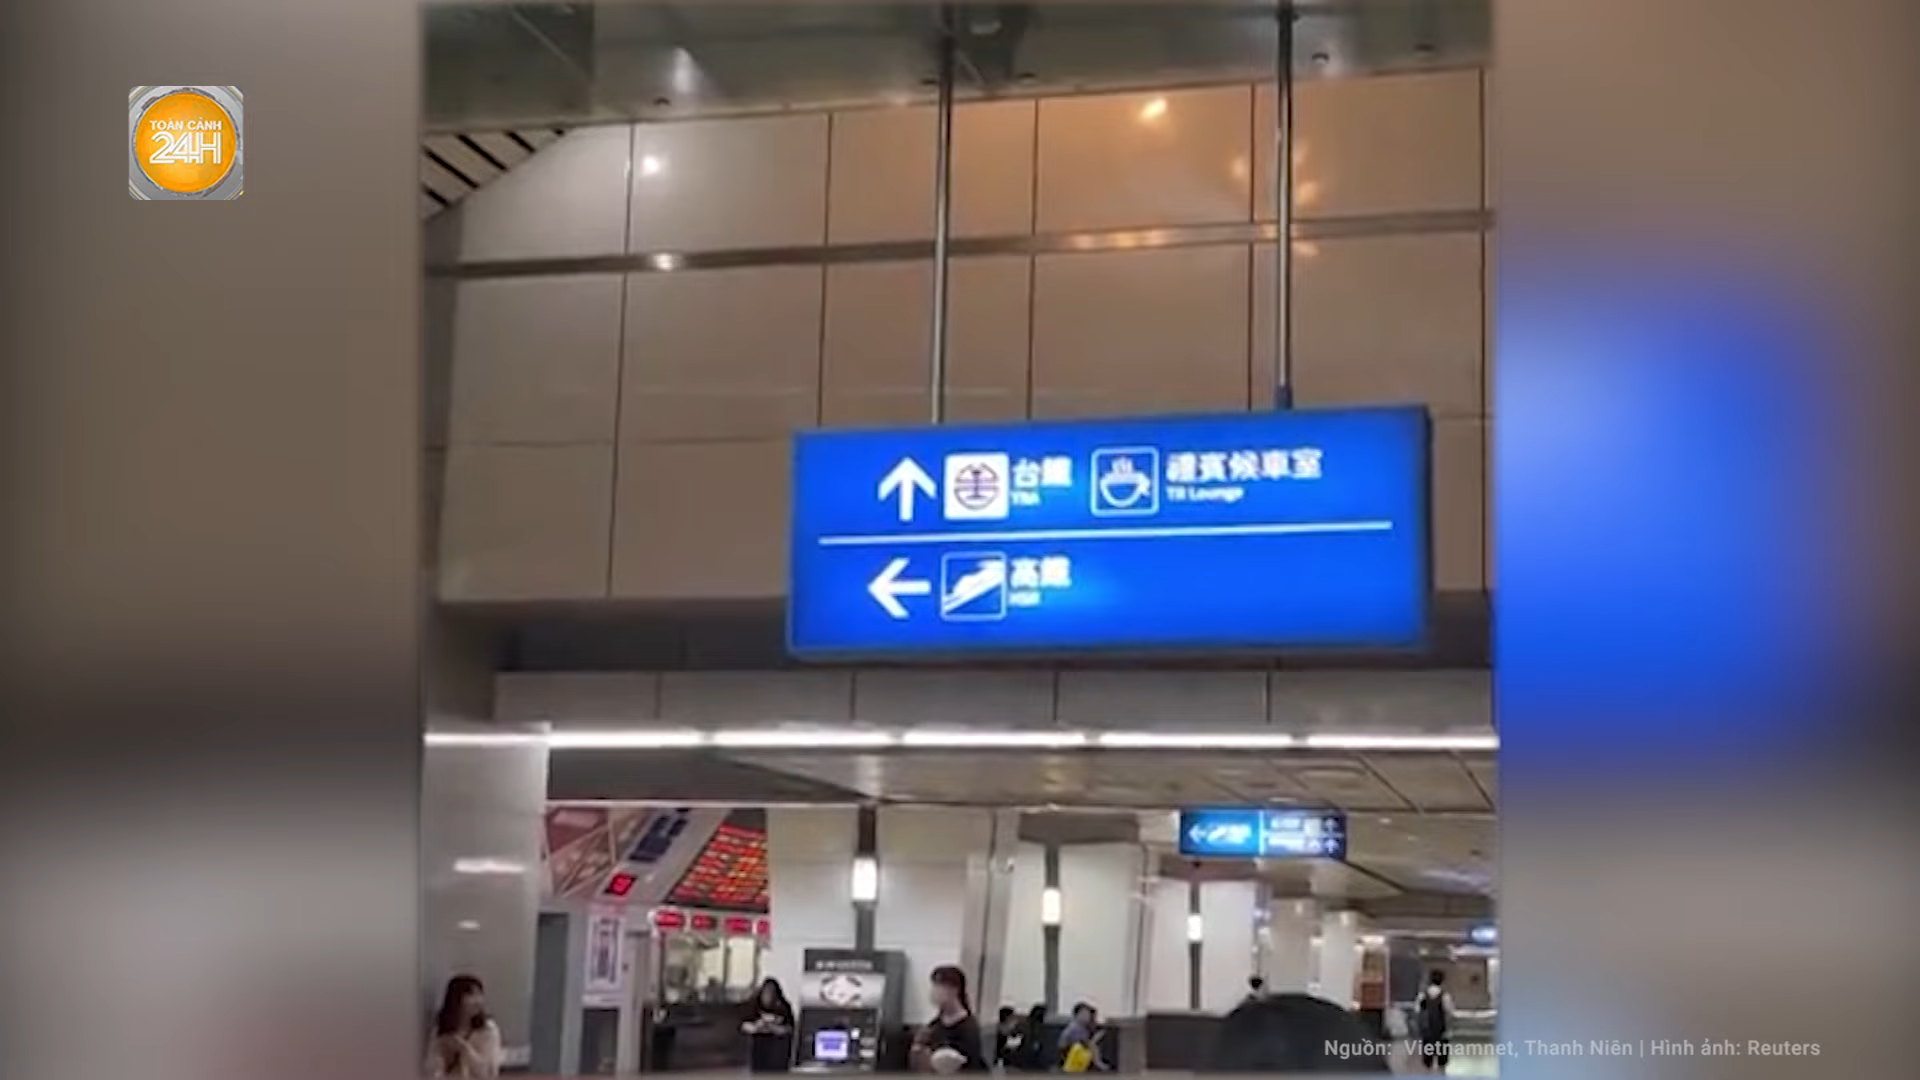 TOÀN CẢNH
24H
台鐵
TRA
禮賓候車室
TR Lounge
高鐵
HSR
Nguồn: Vietnamnet, Thanh Niên | Hình ảnh: Reuters